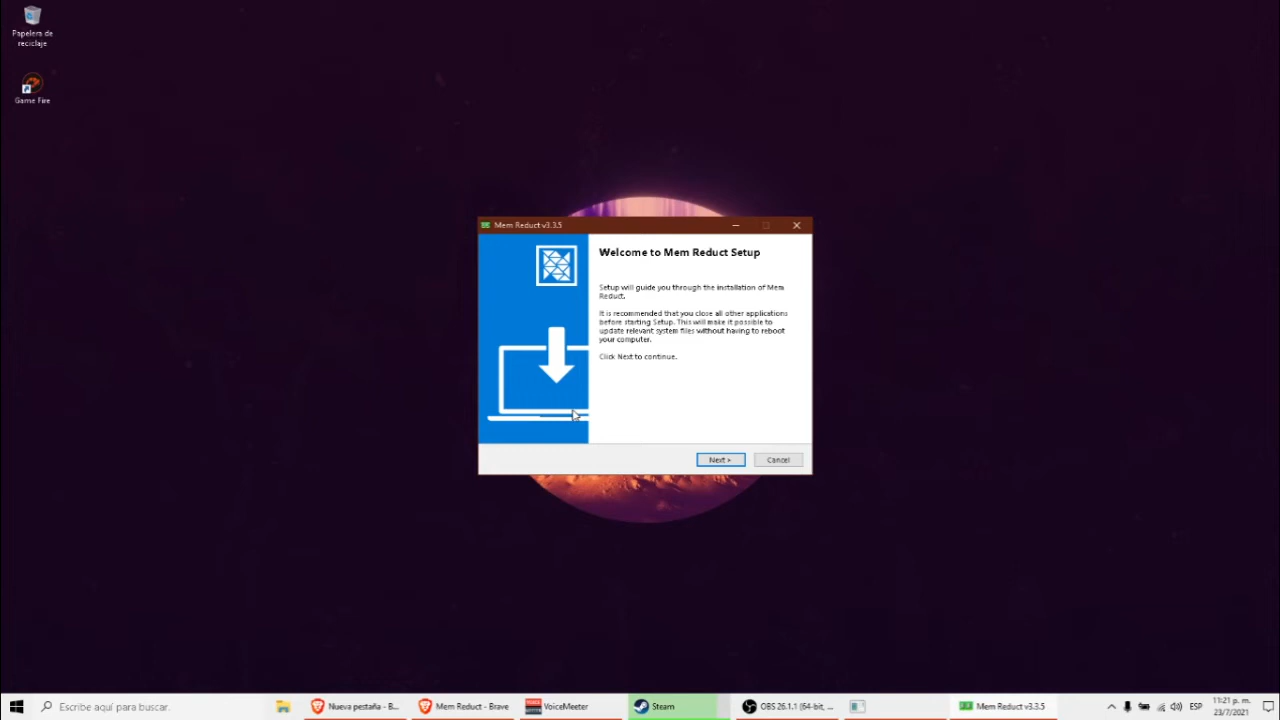 Papelera de
reciclaje
Game Fire
Mem Reduct v3.3.5
Welcome to Mem Reduct Setup
Setup will guide you through the installation of Mem
Reduct.
It is recommended that you close all other applications
before starting Setup. This will make it possible to
update relevant system files without having to reboot
your computer.
Click Next to continue.
Next >
Cancel
Escribe aquí para buscar.
Nueva pestaña - B...
Mem Reduct - Brave
VoiceMeeter
Steam
OBS 26.1.1 (64-bit, ...
Mem Reduct v3.3.5
ESP
11:21 p. m.
23/7/2021